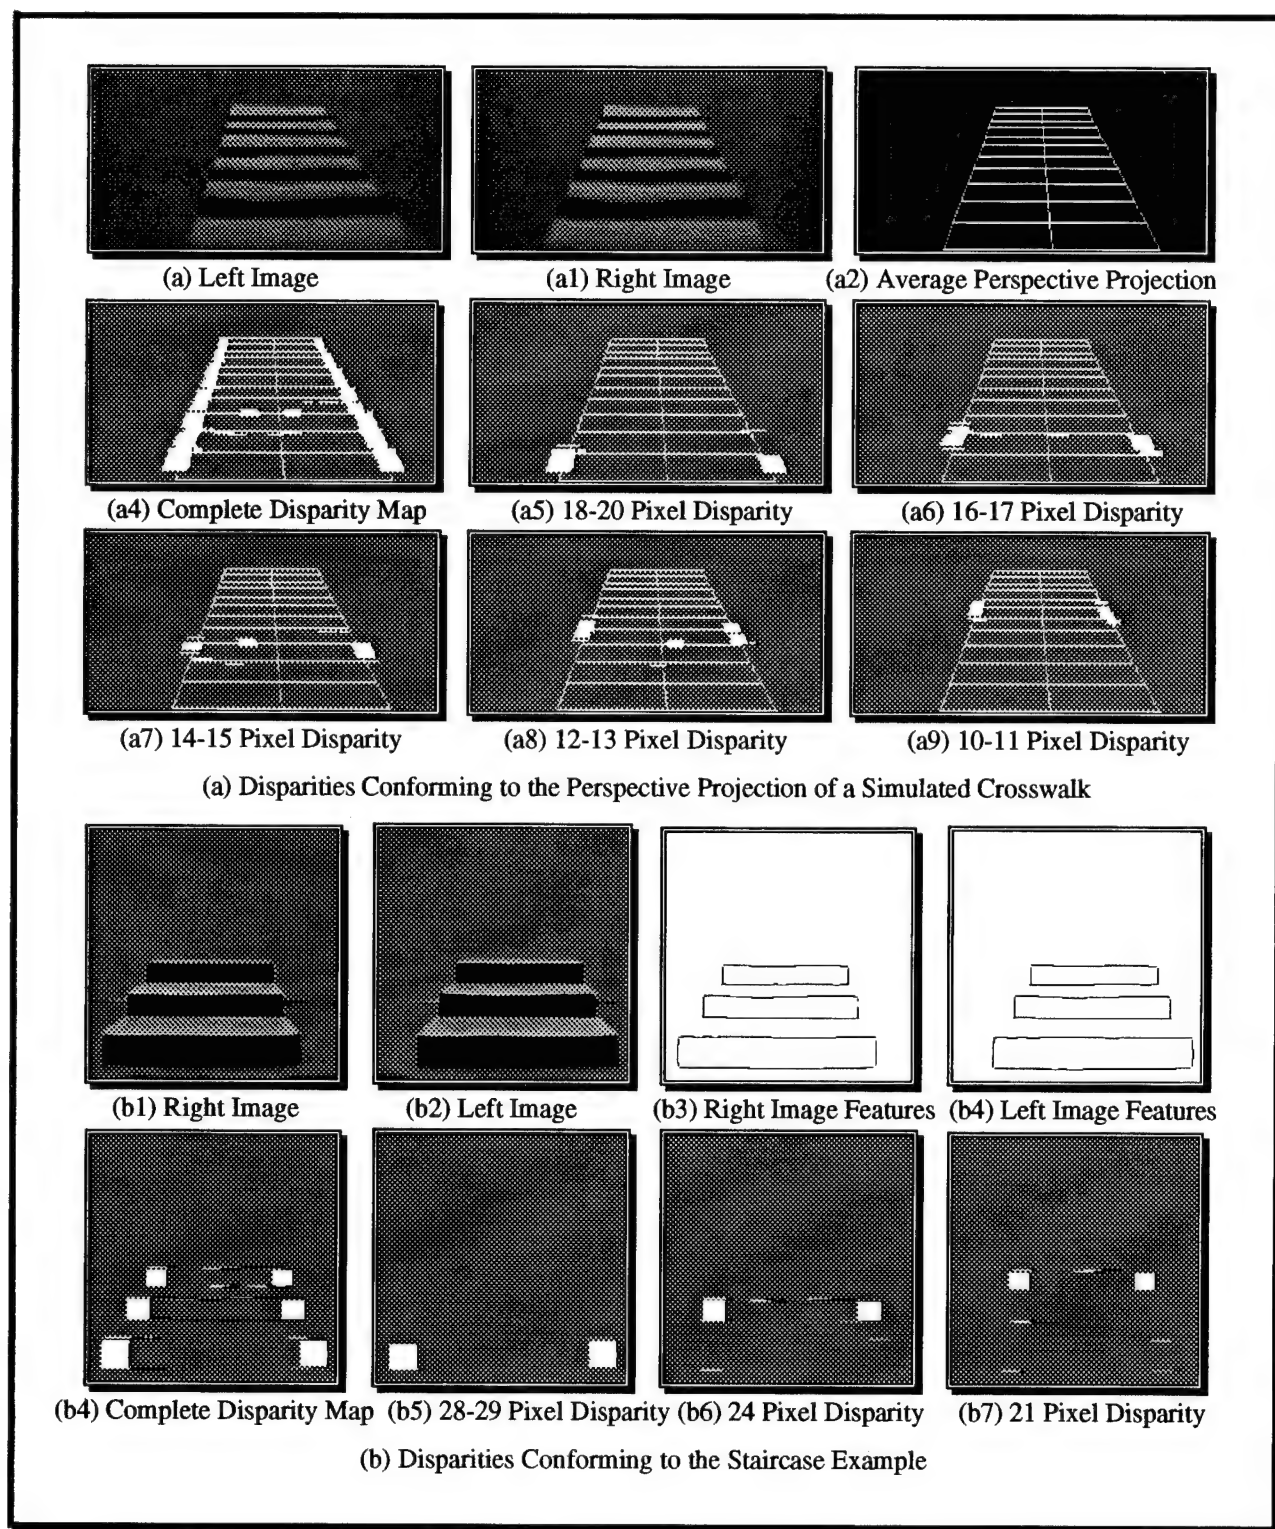 (a) Left Image
(a1) Right Image
(a2) Average Perspective Projection
(a4) Complete Disparity Map
(a5) 18-20 Pixel Disparity
(a6) 16-17 Pixel Disparity
(a7) 14-15 Pixel Disparity
(a8) 12-13 Pixel Disparity
(a9) 10-11 Pixel Disparity
(a) Disparities Conforming to the Perspective Projection of a Simulated Crosswalk
(b1) Right Image
(b2) Left Image
(b3) Right Image Features
(b4) Left Image Features
(b4) Complete Disparity Map
(b5) 28-29 Pixel Disparity
(b6) 24 Pixel Disparity
(b7) 21 Pixel Disparity
(b) Disparities Conforming to the Staircase Example